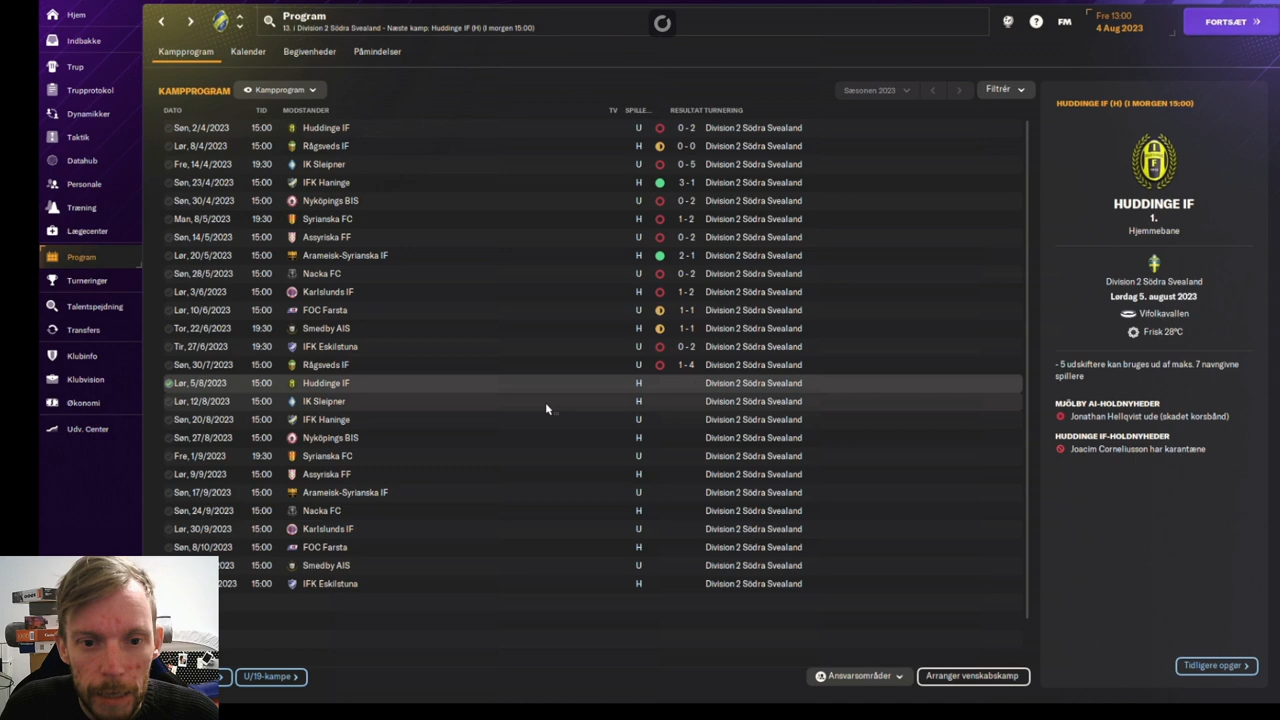 Hjem
Indbakke
Trup
Trupprotokol
Dynamikker
Taktik
Datahub
Personale
Træning
Lægecenter
Program
Turneringer
Talentspejdning
Transfers
Klubinfo
Klubvision
Økonomi
Udv. Center
Program
13. i Division 2 Södra Svealand - Næste kamp: Huddinge IF (H) (I morgen 15:00)
FM
Fre 13:00
4 Aug 2023
FORTSÆT
Kampprogram Kalender Begivenheder Påmindelser
KAMPPROGRAM Kampprogram Sæsonen 2023 Filtrér
DATO TID MODSTANDER TV SPILLE... RESULTAT TURNERING
Søn, 2/4/2023 15:00 Huddinge IF U 0 - 2 Division 2 Södra Svealand
Lør, 8/4/2023 15:00 Rågsveds IF H 0 - 0 Division 2 Södra Svealand
Fre, 14/4/2023 19:30 IK Sleipner U 0 - 5 Division 2 Södra Svealand
Søn, 23/4/2023 15:00 IFK Haninge H 3 - 1 Division 2 Södra Svealand
Søn, 30/4/2023 15:00 Nyköpings BIS U 0 - 2 Division 2 Södra Svealand
Man, 8/5/2023 19:30 Syrianska FC H 1 - 2 Division 2 Södra Svealand
Søn, 14/5/2023 15:00 Assyriska FF U 0 - 2 Division 2 Södra Svealand
Lør, 20/5/2023 15:00 Arameisk-Syrianska IF H 2 - 1 Division 2 Södra Svealand
Søn, 28/5/2023 15:00 Nacka FC U 0 - 2 Division 2 Södra Svealand
Lør, 3/6/2023 15:00 Karlslunds IF H 1 - 2 Division 2 Södra Svealand
Lør, 10/6/2023 15:00 FOC Farsta U 1 - 1 Division 2 Södra Svealand
Tor, 22/6/2023 19:30 Smedby AIS H 1 - 1 Division 2 Södra Svealand
Tir, 27/6/2023 19:30 IFK Eskilstuna U 0 - 2 Division 2 Södra Svealand
Søn, 30/7/2023 15:00 Rågsveds IF U 1 - 4 Division 2 Södra Svealand
Lør, 5/8/2023 15:00 Huddinge IF H Division 2 Södra Svealand
Lør, 12/8/2023 15:00 IK Sleipner H Division 2 Södra Svealand
Søn, 20/8/2023 15:00 IFK Haninge U Division 2 Södra Svealand
Søn, 27/8/2023 15:00 Nyköpings BIS H Division 2 Södra Svealand
Fre, 1/9/2023 19:30 Syrianska FC U Division 2 Södra Svealand
Lør, 9/9/2023 15:00 Assyriska FF H Division 2 Södra Svealand
Søn, 17/9/2023 15:00 Arameisk-Syrianska IF U Division 2 Södra Svealand
Søn, 24/9/2023 15:00 Nacka FC H Division 2 Södra Svealand
Lør, 30/9/2023 15:00 Karlslunds IF U Division 2 Södra Svealand
Søn, 8/10/2023 15:00 FOC Farsta H Division 2 Södra Svealand
0/2023 15:00 Smedby AIS U Division 2 Södra Svealand
0/2023 15:00 IFK Eskilstuna H Division 2 Södra Svealand
U/19-kampe
Ansvarsområder
Arranger venskabskamp
HUDDINGE IF (H) (I MORGEN 15:00)
HUDDINGE IF
1.
Hjemmebane
Division 2 Södra Svealand
Lørdag 5. august 2023
Vifolkavallen
Frisk 28°C
- 5 udskiftere kan bruges ud af maks. 7 navngivne
spillere
MJÖLBY AI-HOLDNYHEDER
Jonathan Hellqvist ude (skadet korsbånd)
HUDDINGE IF-HOLDNYHEDER
Joacim Corneliusson har karantæne
Tidligere opgør